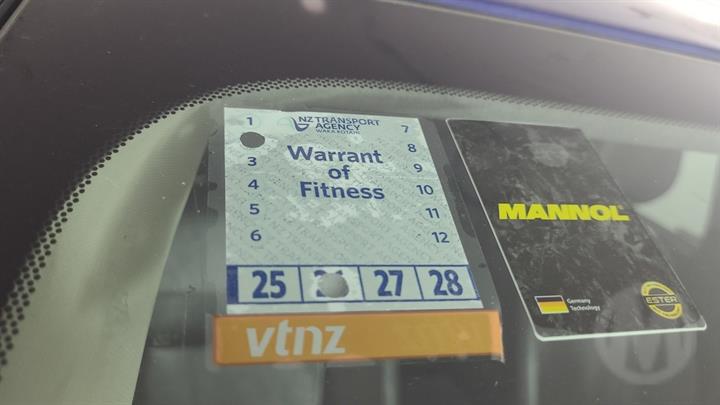 NZ TRANSPORT
AGENCY
WAKA KOTAHI
Warrant
of
Fitness
1
3
4
5
6
7
8
9
10
11
12
25
27
28
vtnz
MANNOL
Germany
Technology
ESTER